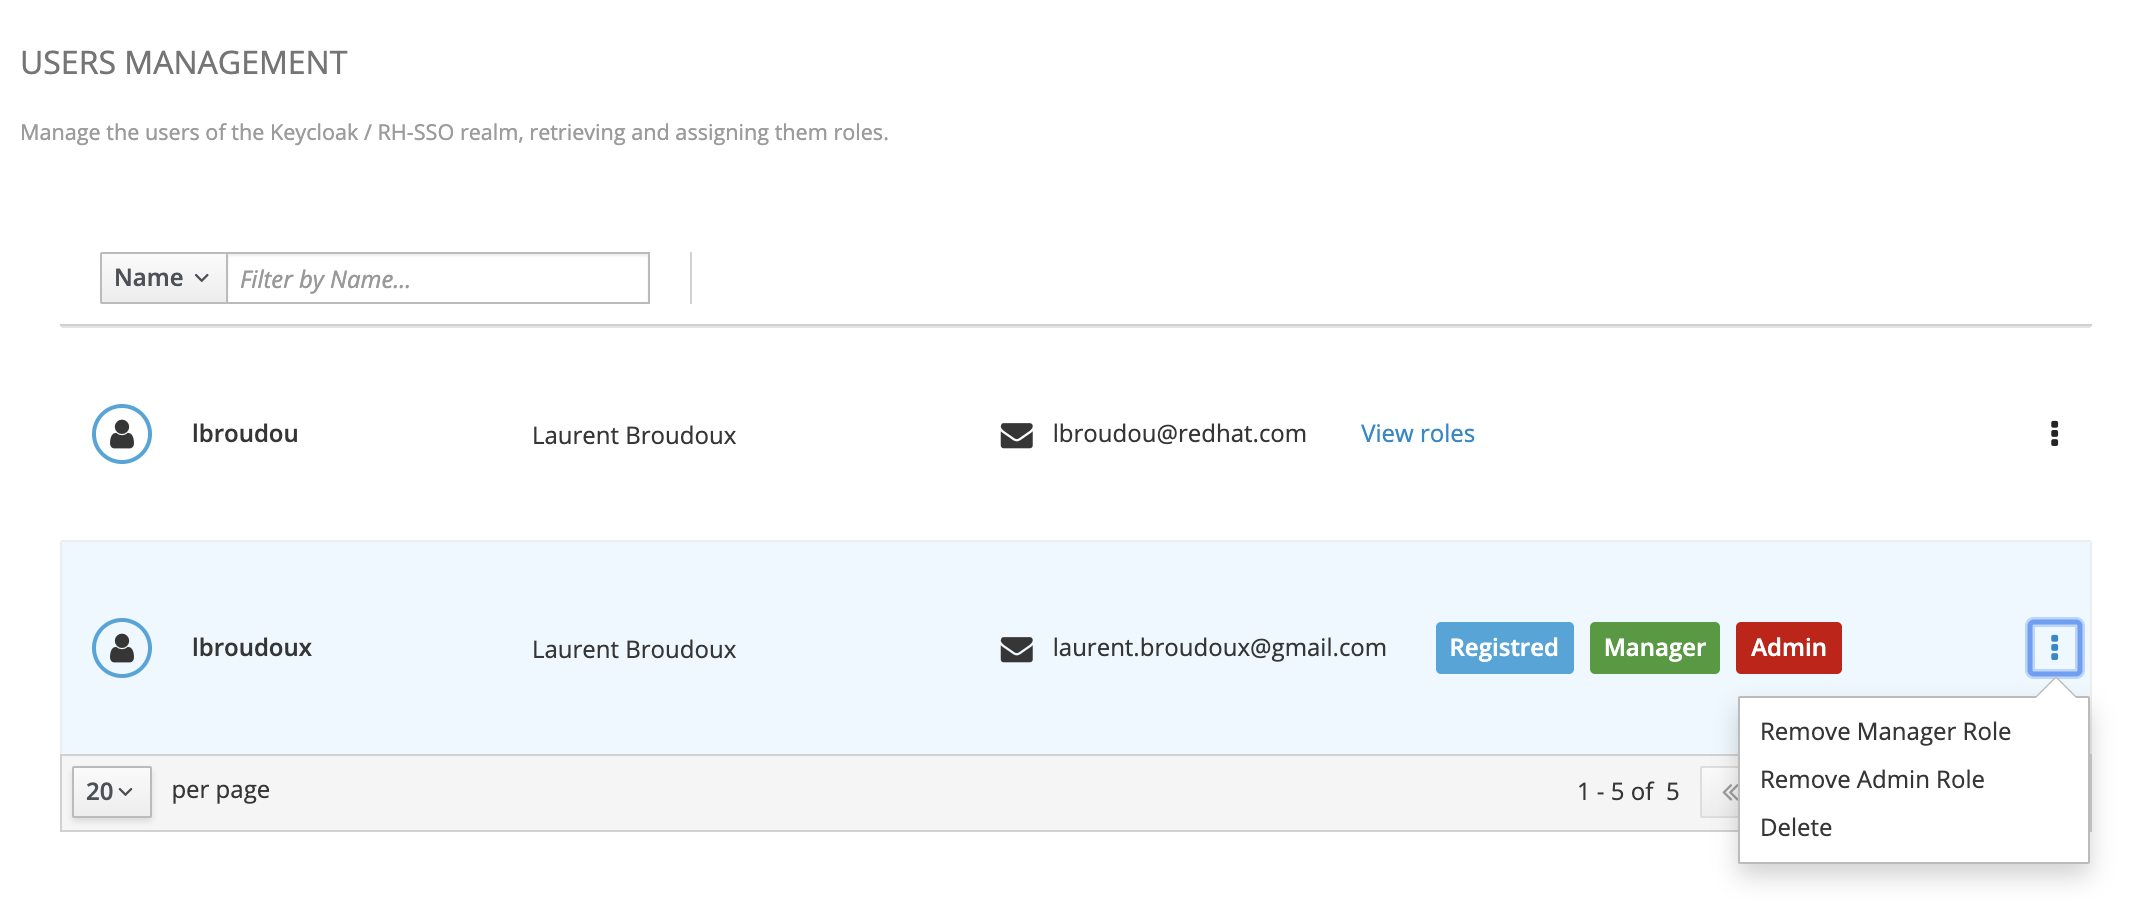 USERS MANAGEMENT
Manage the users of the Keycloak / RH-SSO realm, retrieving and assigning them roles.
Name Filter by Name...
lbroudou Laurent Broudoux lbroudou@redhat.com View roles
lbroudoux Laurent Broudoux laurent.broudoux@gmail.com Registred Manager Admin
Remove Manager Role
Remove Admin Role
Delete
20 per page 1 - 5 of 5 «